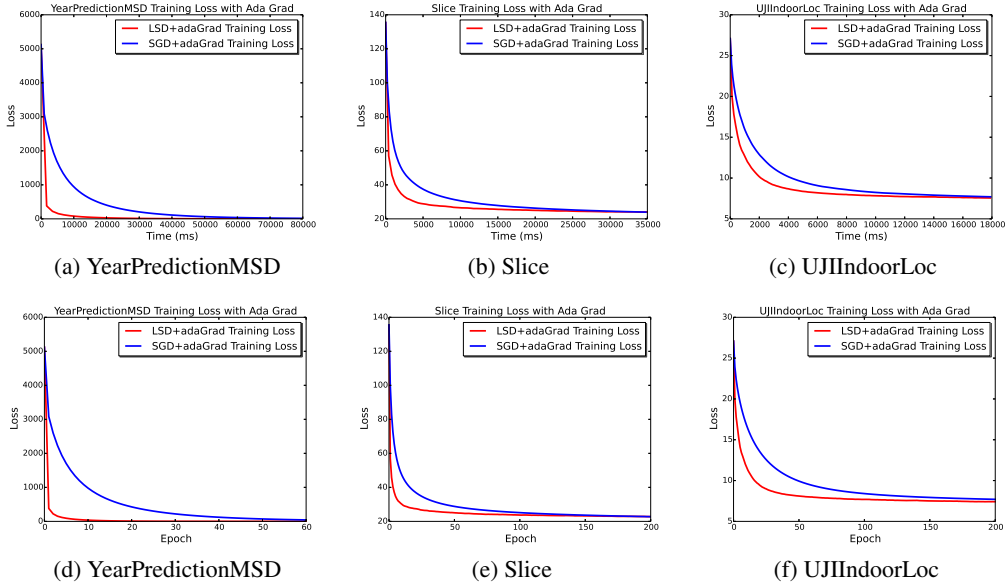 YearPredictionMSD Training Loss with Ada Grad
6000
5000
4000
3000
2000
1000
0
Loss
LSD+adaGrad Training Loss
SGD+adaGrad Training Loss
0 10000 20000 30000 40000 50000 60000 70000 80000
Time (ms)
(a) YearPredictionMSD
Slice Training Loss with Ada Grad
140
120
100
80
60
40
20
Loss
LSD+adaGrad Training Loss
SGD+adaGrad Training Loss
0 5000 10000 15000 20000 25000 30000 35000
Time (ms)
(b) Slice
UJIIndoorLoc Training Loss with Ada Grad
30
25
20
15
10
5
Loss
LSD+adaGrad Training Loss
SGD+adaGrad Training Loss
0 2000 4000 6000 8000 10000 12000 14000 16000 18000
Time (ms)
(c) UJIIndoorLoc
YearPredictionMSD Training Loss with Ada Grad
6000
5000
4000
3000
2000
1000
0
Loss
LSD+adaGrad Training Loss
SGD+adaGrad Training Loss
0 10 20 30 40 50 60
Epoch
(d) YearPredictionMSD
Slice Training Loss with Ada Grad
140
120
100
80
60
40
20
Loss
LSD+adaGrad Training Loss
SGD+adaGrad Training Loss
0 50 100 150 200
Epoch
(e) Slice
UJIIndoorLoc Training Loss with Ada Grad
30
25
20
15
10
5
Loss
LSD+adaGrad Training Loss
SGD+adaGrad Training Loss
0 50 100 150 200
Epoch
(f) UJIIndoorLoc